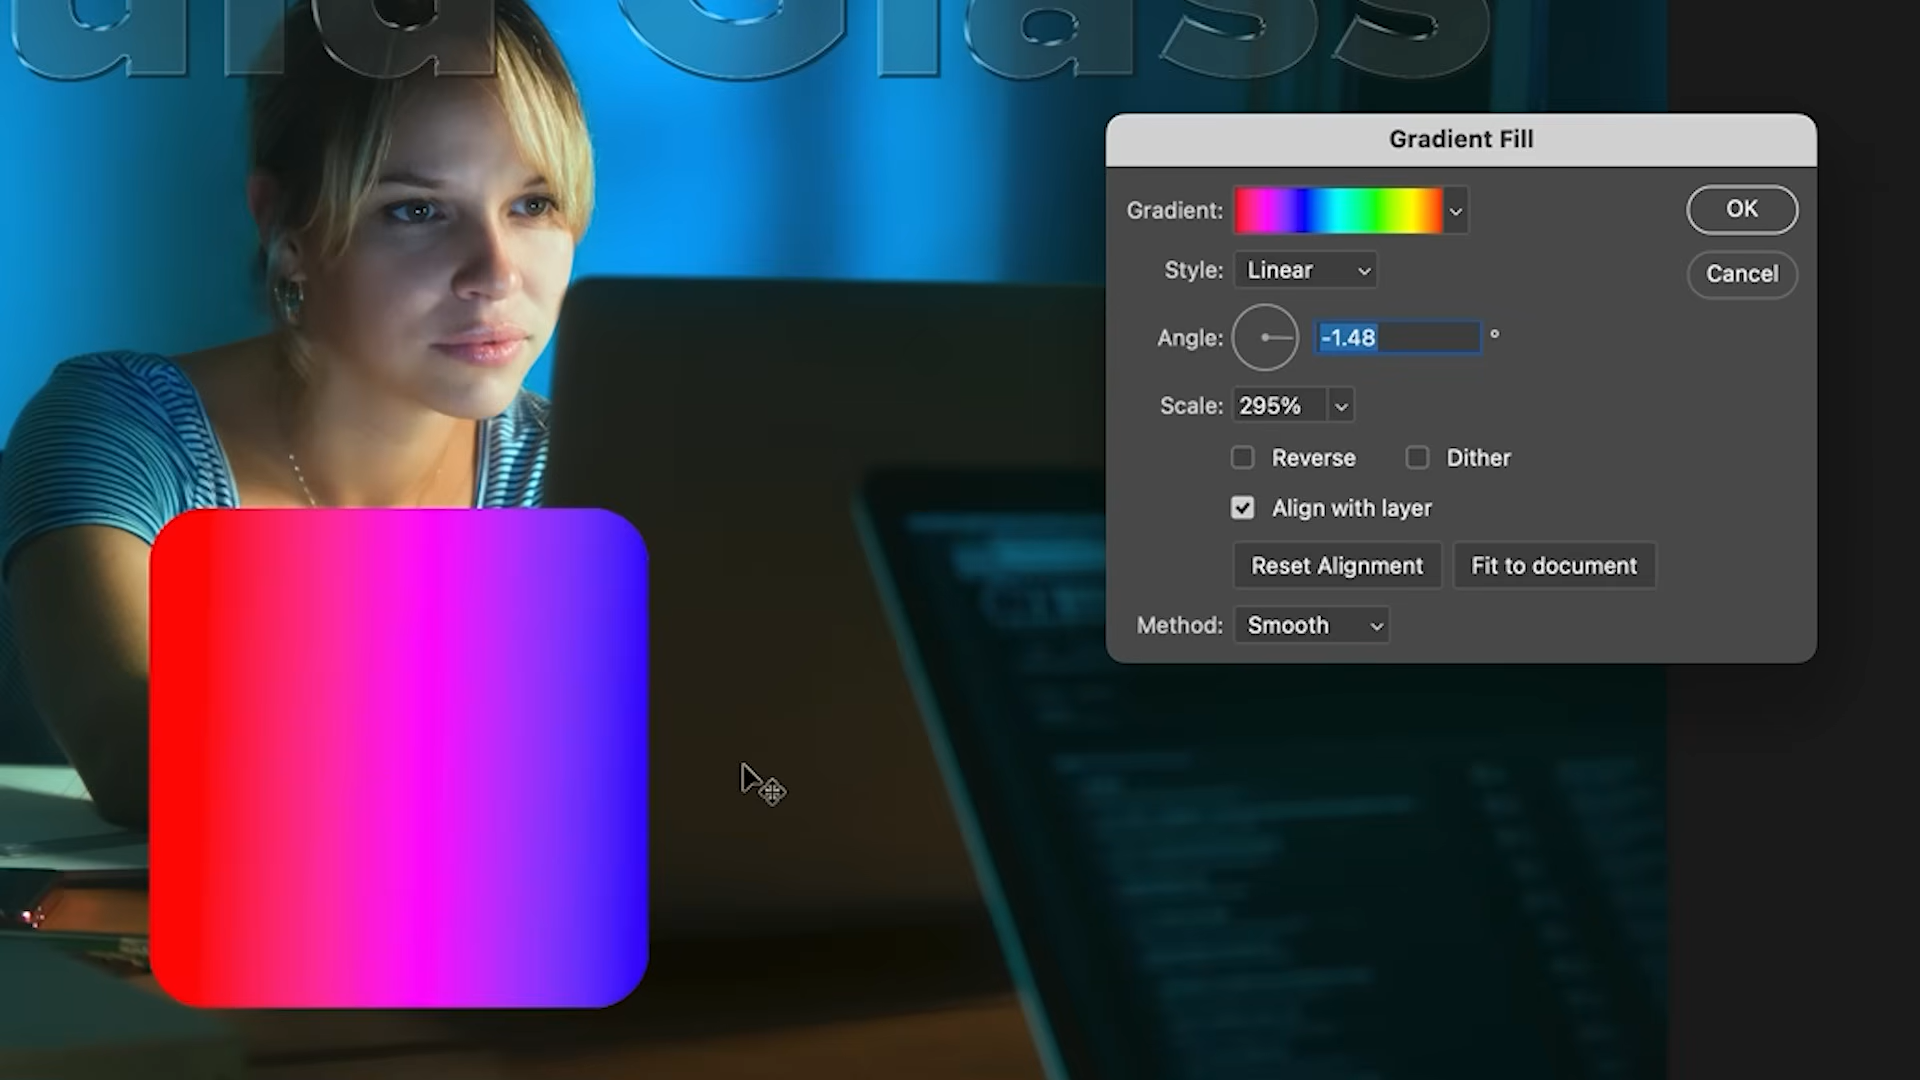 Glass
Gradient Fill
Gradient:
OK
Style: Linear
Cancel
Angle: -1.48 °
Scale: 295%
Reverse Dither
Align with layer
Reset Alignment Fit to document
Method: Smooth